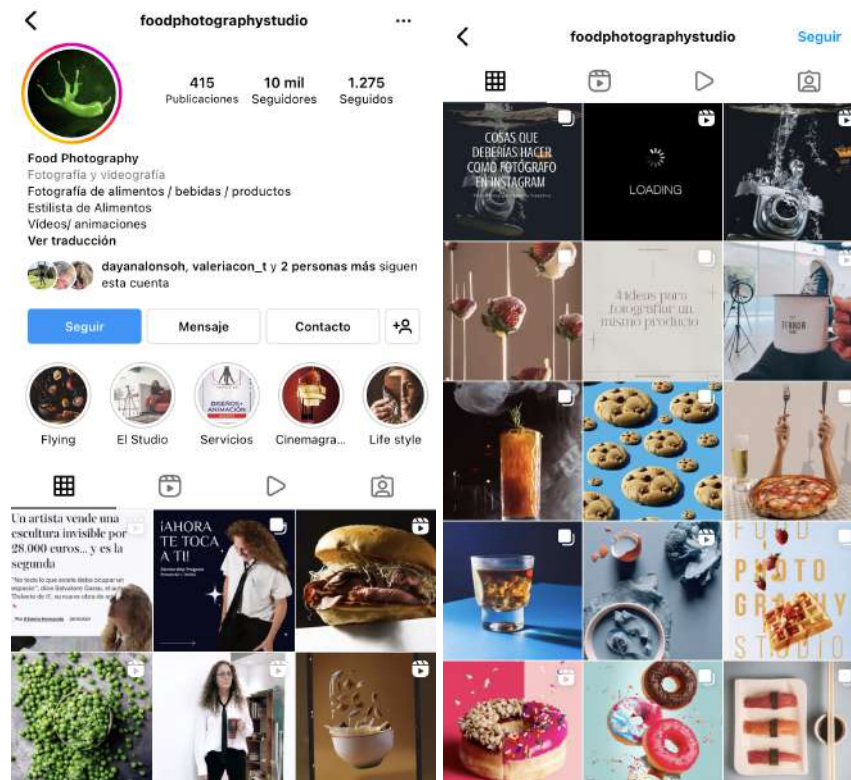 foodphotographystudio
415
10 mil
1.275
Publicaciones
Seguidores
Seguidos
Food Photography
Fotografía y videografía
Fotografía de alimentos / bebidas / productos
Estilista de Alimentos
Vídeos/ animaciones
Ver traducción
dayanalonsoh, valeriacon_t y 2 personas más siguen
esta cuenta
Seguir
Mensaje
Contacto
Flying
El Studio
Servicios
Cinemagra...
Life style
DISEÑOS+
ANIMACIÓN
Un artista vende una
escultura invisible por
28.000 euros... y es la
segunda
¡AHORA
TE TOCA
A TI!
foodphotographystudio
Seguir
COSAS QUE
DEBERÍAS HACER
COMO FOTÓGRAFO
EN INSTAGRAM
LOADING
4 ideas para
fotografiar un
mismo producto
TERROR
FOOD
PHOTO
GRAPHY
STUDIO